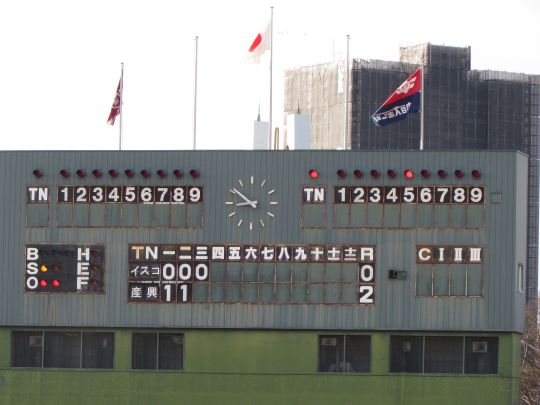 TN 1 2 3 4 5 6 7 8 9
TN 1 2 3 4 5 6 7 8 9
B H
S E
O F
TN 一 二 三 四 五 六 七 八 九 十 土 士 R
イスコ 0 0 0 0
産興 1 1 2
C I II III